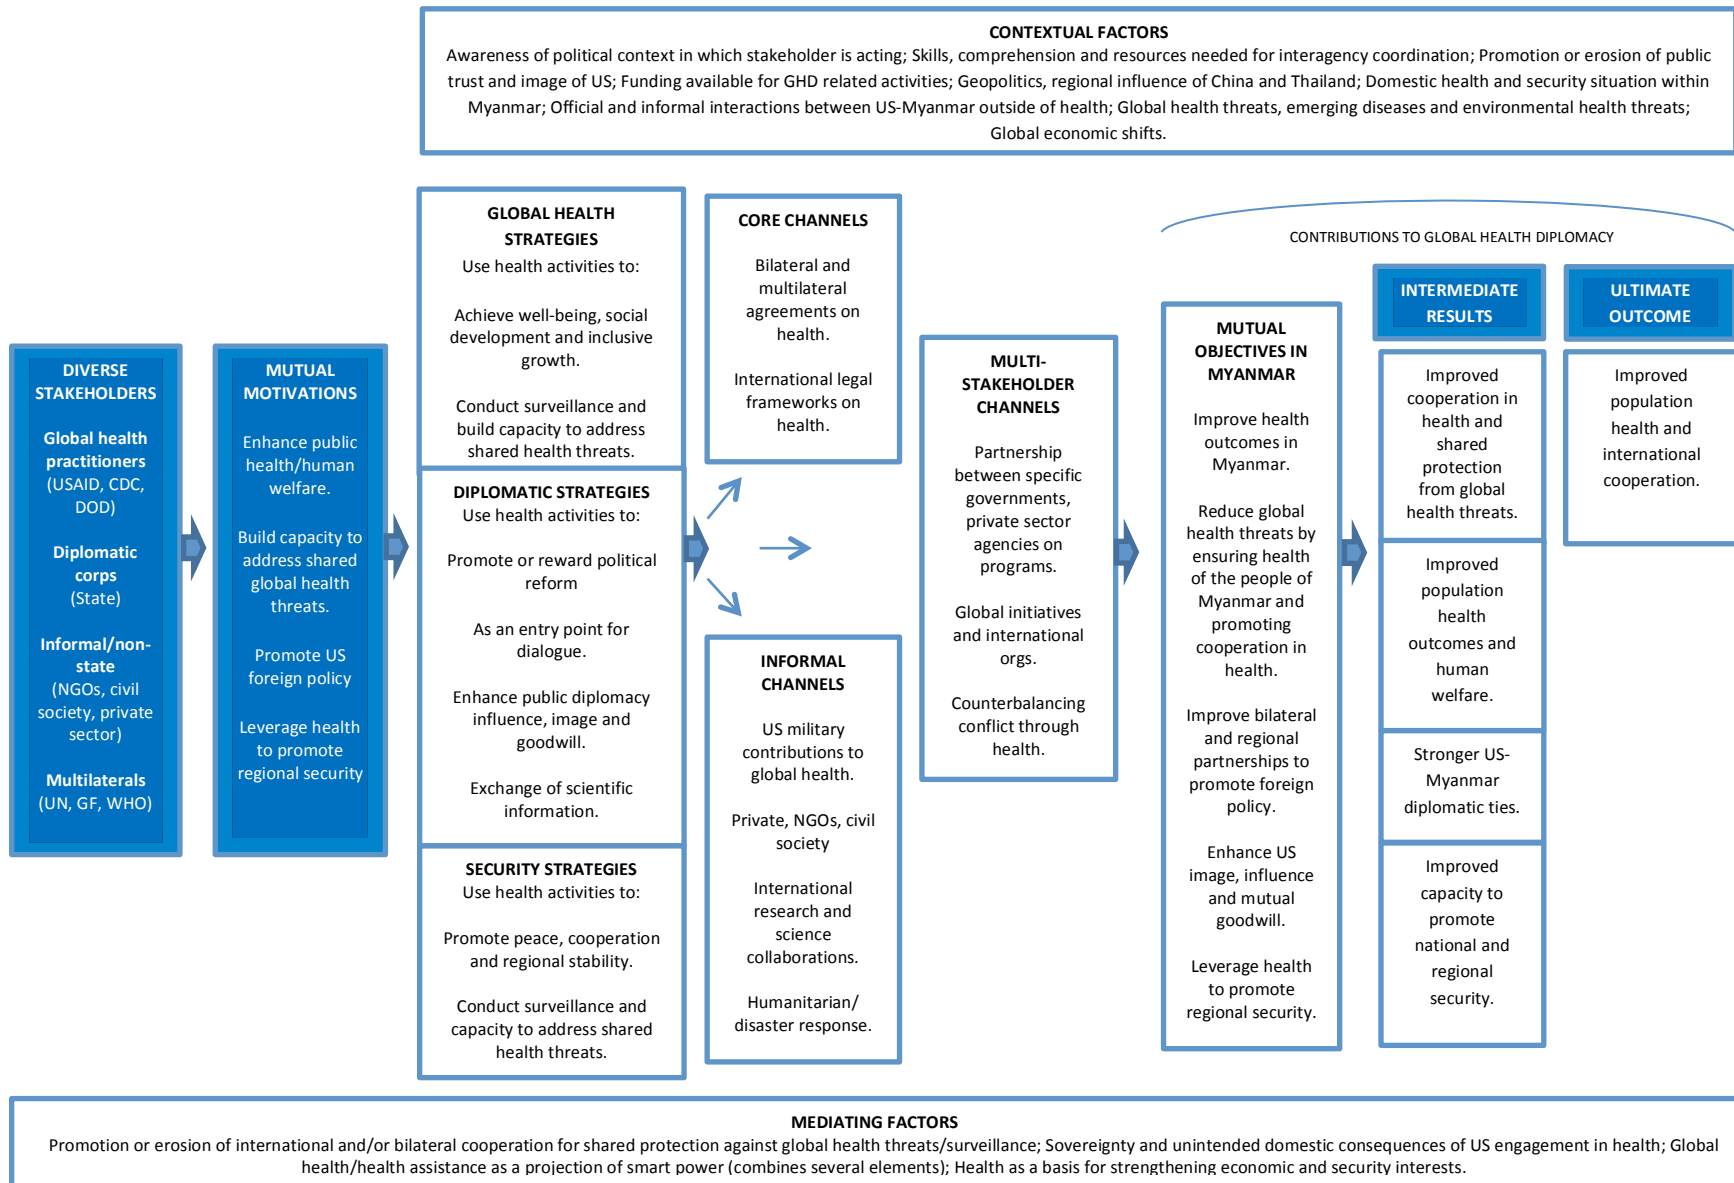 CONTEXTUAL FACTORS
Awareness of political context in which stakeholder is acting; Skills, comprehension and resources needed for interagency coordination; Promotion or erosion of public
trust and image of US; Funding available for GHD related activities; Geopolitics, regional influence of China and Thailand; Domestic health and security situation within
Myanmar; Official and informal interactions between US-Myanmar outside of health; Global health threats, emerging diseases and environmental health threats;
Global economic shifts.
DIVERSE
STAKEHOLDERS
Global health
practitioners
(USAID, CDC,
DOD)
Diplomatic
corps
(State)
Informal/non-
state
(NGOs, civil
society, private
sector)
Multilaterals
(UN, GF, WHO)
MUTUAL
MOTIVATIONS
Enhance public
health/human
welfare.
Build capacity to
address shared
global health
threats.
Promote US
foreign policy
Leverage health
to promote
regional security
GLOBAL HEALTH
STRATEGIES
Use health activities to:
Achieve well-being, social
development and inclusive
growth.
Conduct surveillance and
build capacity to address
shared health threats.
DIPLOMATIC STRATEGIES
Use health activities to:
Promote or reward political
reform
As an entry point for
dialogue.
Enhance public diplomacy
influence, image and
goodwill.
Exchange of scientific
information.
SECURITY STRATEGIES
Use health activities to:
Promote peace, cooperation
and regional stability.
Conduct surveillance and
capacity to address shared
health threats.
CORE CHANNELS
Bilateral and
multilateral
agreements on
health.
International legal
frameworks on
health.
INFORMAL
CHANNELS
US military
contributions to
global health.
Private, NGOs, civil
society
International
research and
science
collaborations.
Humanitarian/
disaster response.
MULTI-
STAKEHOLDER
CHANNELS
Partnership
between specific
governments,
private sector
agencies on
programs.
Global initiatives
and international
orgs.
Counterbalancing
conflict through
health.
CONTRIBUTIONS TO GLOBAL HEALTH DIPLOMACY
MUTUAL
OBJECTIVES IN
MYANMAR
Improve health
outcomes in
Myanmar.
Reduce global
health threats by
ensuring health
of the people of
Myanmar and
promoting
cooperation in
health.
Improve bilateral
and regional
partnerships to
promote foreign
policy.
Enhance US
image, influence
and mutual
goodwill.
Leverage health
to promote
regional security.
INTERMEDIATE
RESULTS
Improved
cooperation in
health and
shared
protection
from global
health threats.
Improved
population
health
outcomes and
human
welfare.
Stronger US-
Myanmar
diplomatic ties.
Improved
capacity to
promote
national and
regional
security.
ULTIMATE
OUTCOME
Improved
population
health and
international
cooperation.
MEDIATING FACTORS
Promotion or erosion of international and/or bilateral cooperation for shared protection against global health threats/surveillance; Sovereignty and unintended domestic consequences of US engagement in health; Global
health/health assistance as a projection of smart power (combines several elements); Health as a basis for strengthening economic and security interests.